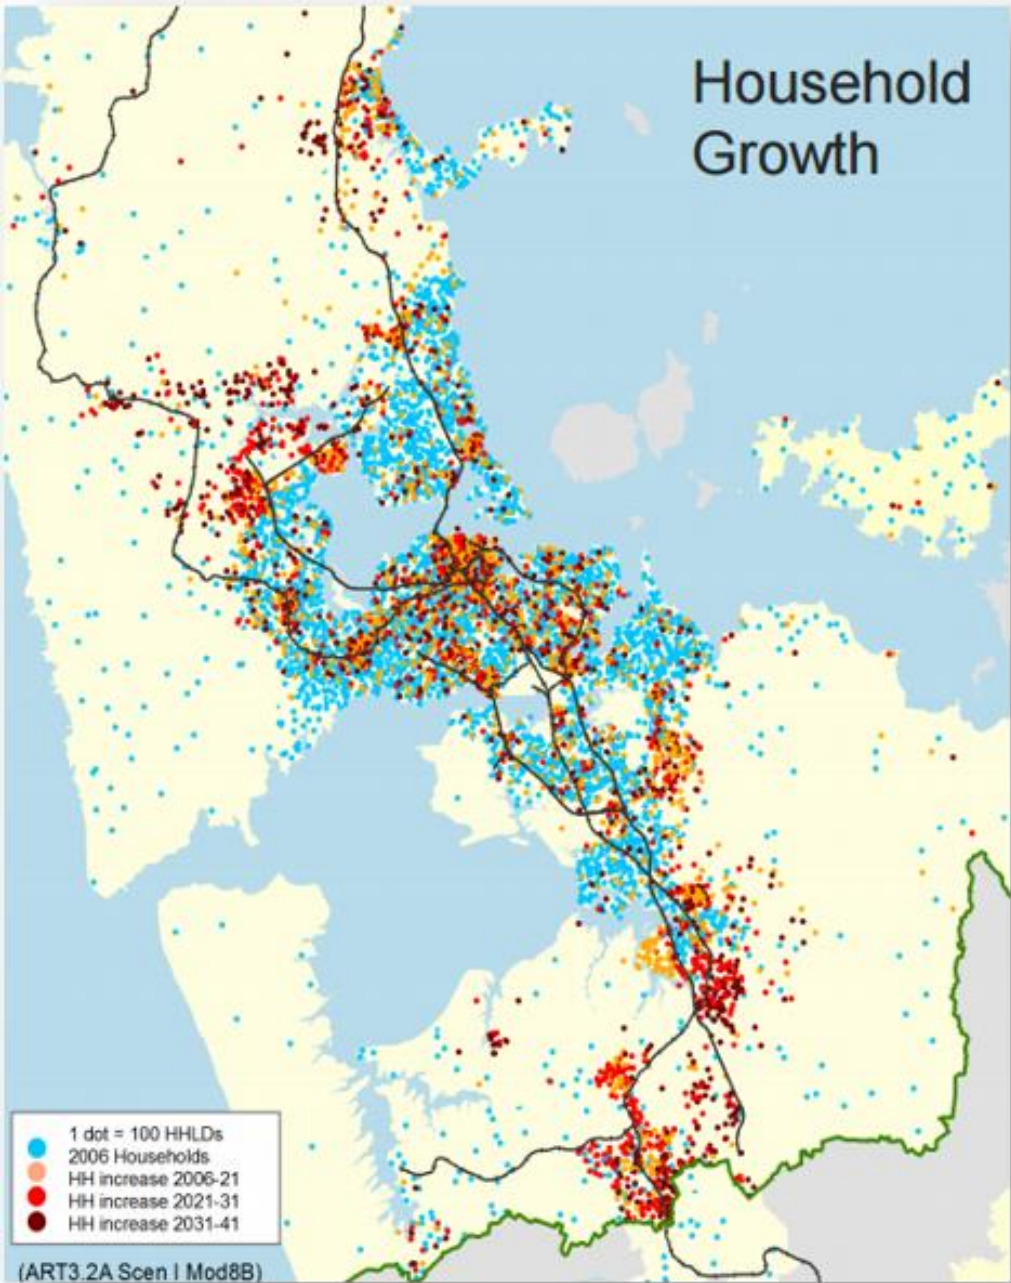 Household
Growth
1 dot = 100 HHLDs
2006 Households
HH increase 2006-21
HH increase 2021-31
HH increase 2031-41
(ART3.2A Scen I Mod8B)